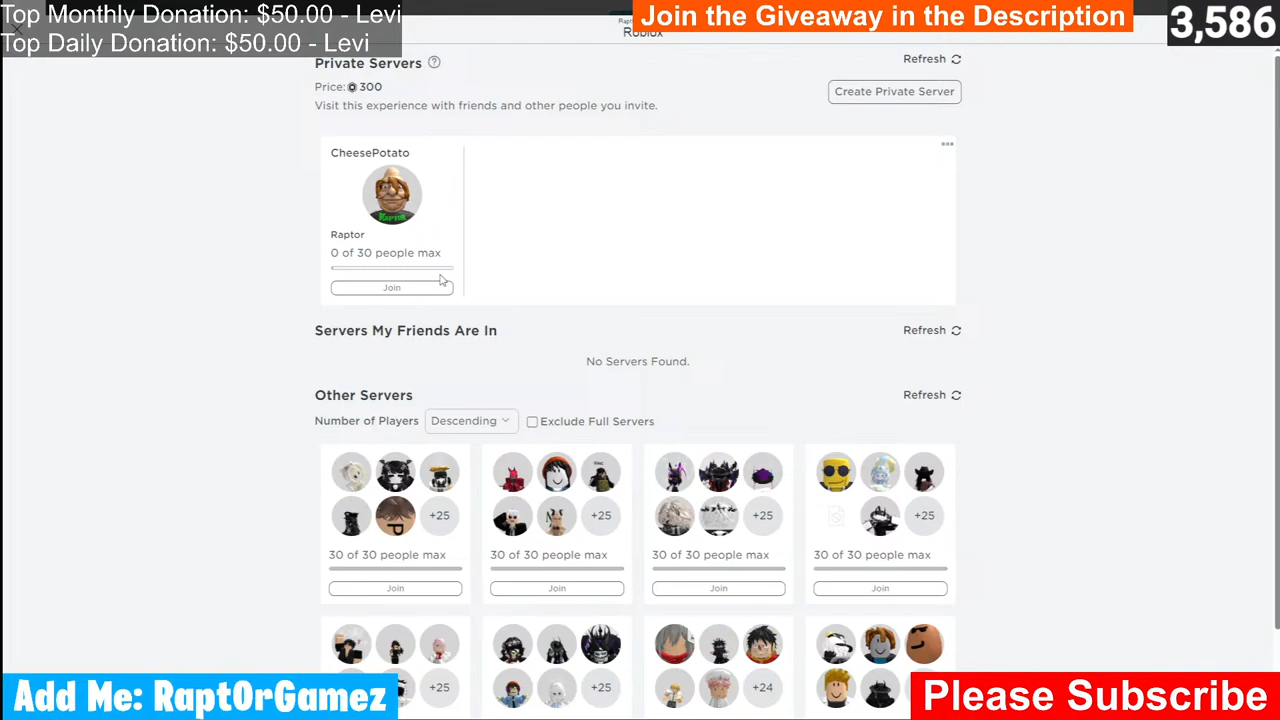 Top Monthly Donation: $50.00 - Levi
Top Daily Donation: $50.00 - Levi
Join the Giveaway in the Description
3,586
Roblox
Private Servers
Refresh
Price: 300
Create Private Server
Visit this experience with friends and other people you invite.
CheesePotato
RAPTOR
Raptor
0 of 30 people max
Join
Servers My Friends Are In
Refresh
No Servers Found.
Other Servers
Refresh
Number of Players
Descending
Exclude Full Servers
+25
+25
+25
+25
30 of 30 people max
30 of 30 people max
30 of 30 people max
30 of 30 people max
Join
Join
Join
Join
+25
+25
+24
Add Me: Rapt0rGamez
Please Subscribe